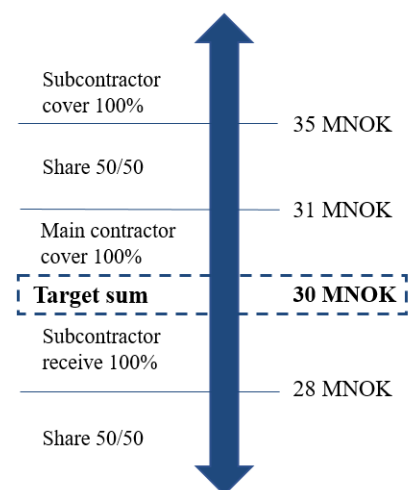 Subcontractor
cover 100%
35 MNOK
Share 50/50
31 MNOK
Main contractor
cover 100%
Target sum 30 MNOK
Subcontractor
receive 100%
28 MNOK
Share 50/50